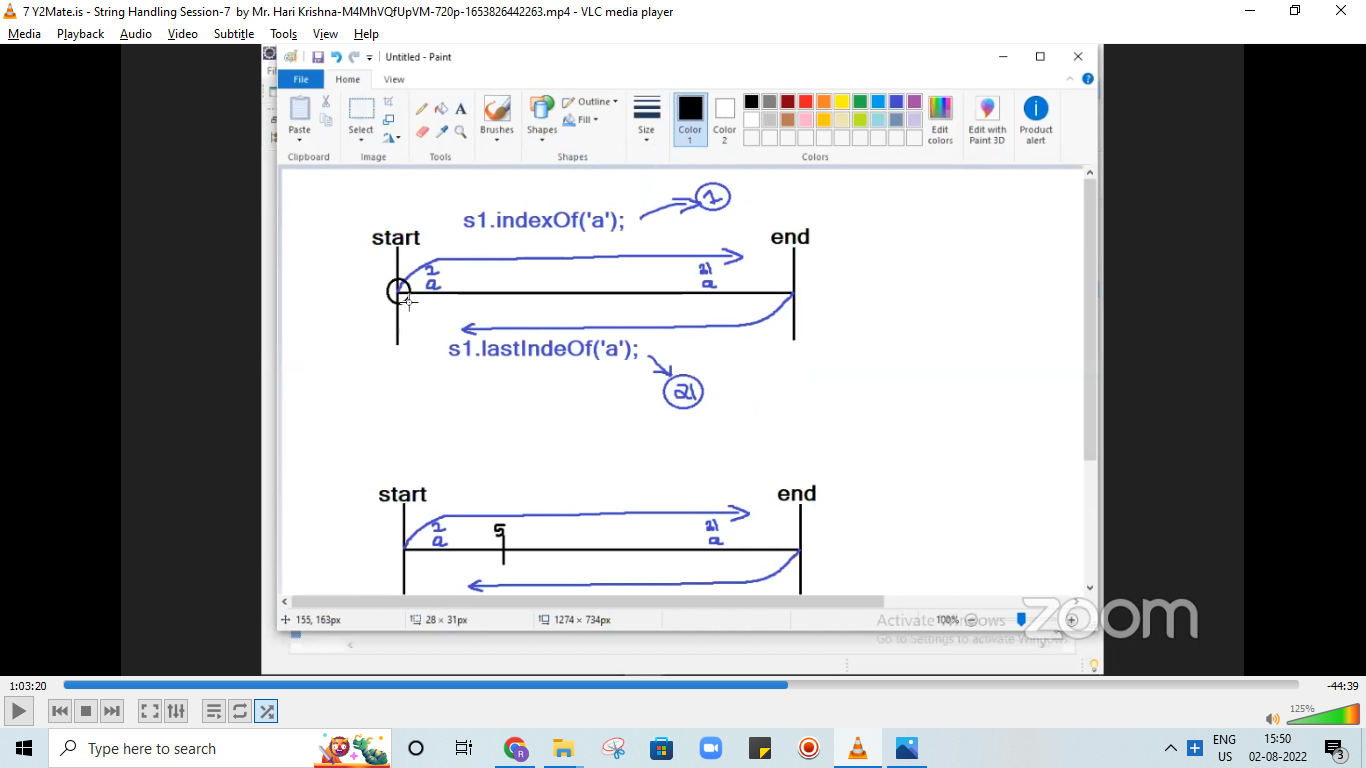 7 Y2Mate.is - String Handling Session-7  by Mr. Hari Krishna-M4MhVQfUpVM-720p-1653826442263.mp4 - VLC media player
Media Playback Audio Video Subtitle Tools View Help
Untitled - Paint
File Home View
Paste Select Brushes Shapes Outline Fill Size Color 1 Color 2 Edit colors Edit with Paint 3D Product alert
Clipboard Image Tools Shapes Colors
1
s1.indexOf('a');
start end
1 21
a a
s1.lastIndeOf('a');
21
start end
1 5 21
a a
155, 163px 28 × 31px 1274 × 734px 100%
Activate Windows
Go to Settings to activate Windows.
zoom
1:03:20 -44:39
125%
Type here to search
ENG
US
15:50
02-08-2022
3